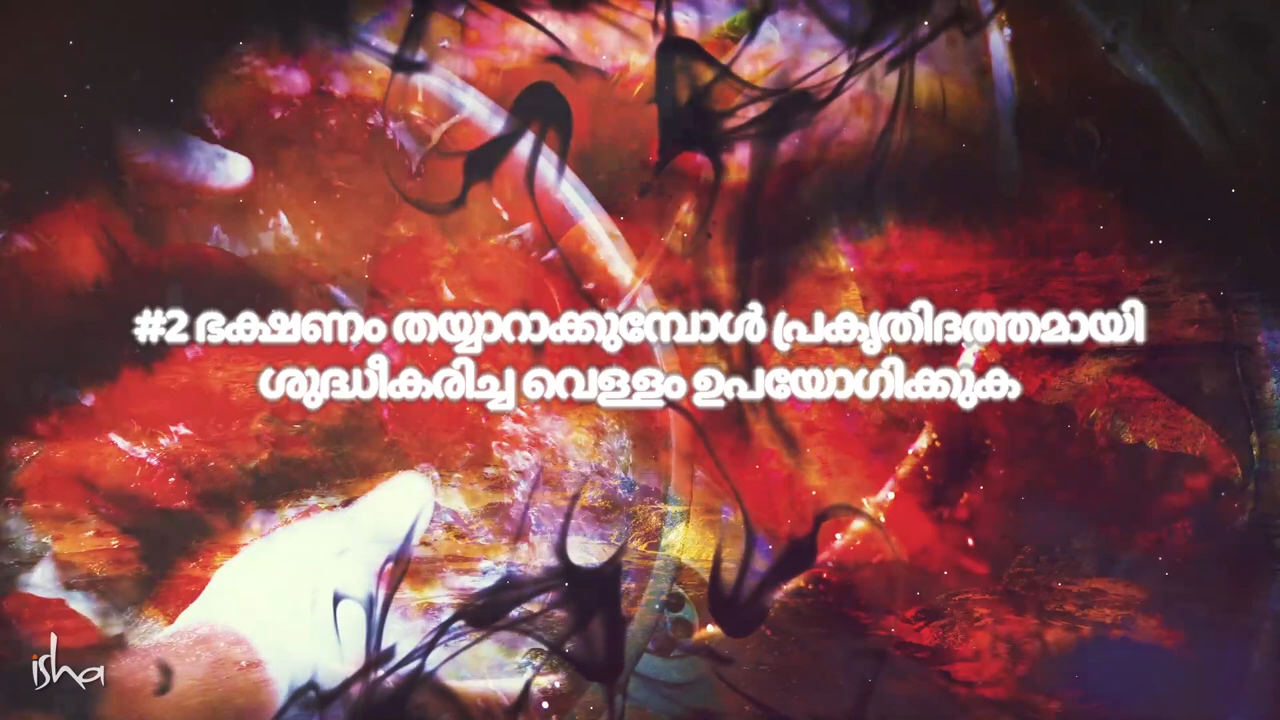 #2 ഭക്ഷണം തയ്യാറാക്കുമ്പോൾ പ്രകൃതിദത്തമായി
ശുദ്ധീകരിച്ച വെള്ളം ഉപയോഗിക്കുക
isha